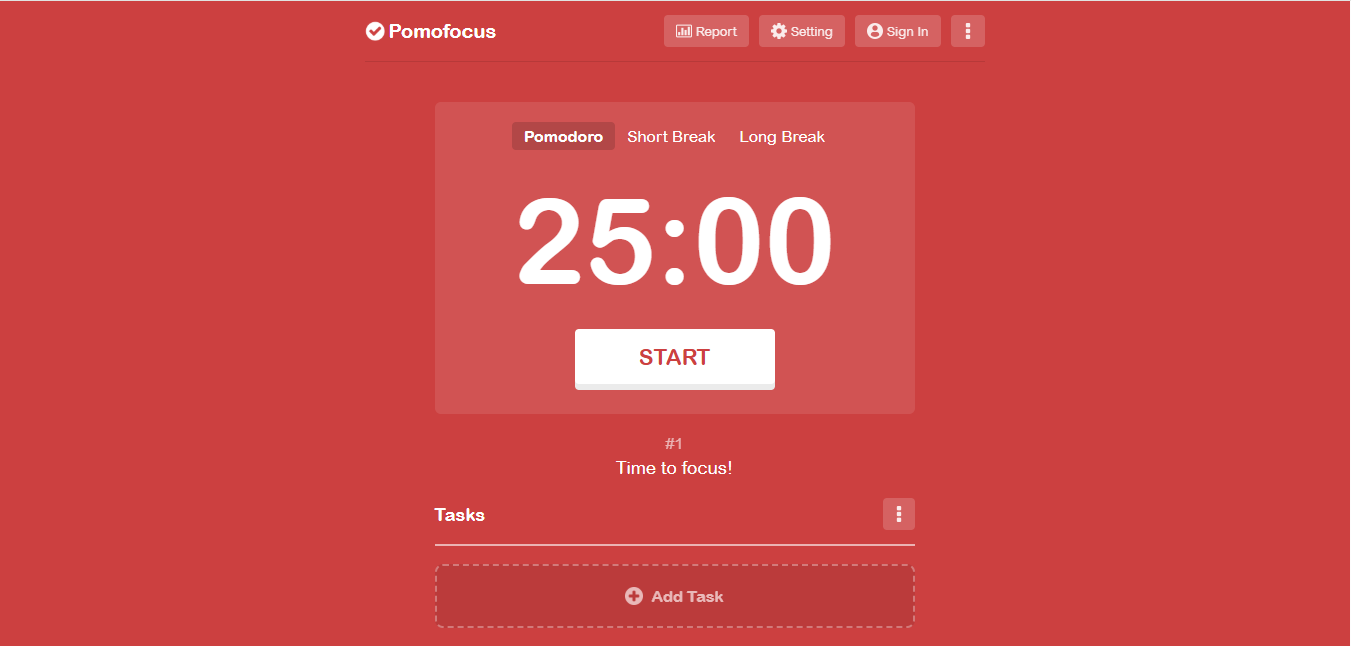 Pomofocus
Report
Setting
Sign In
Pomodoro
Short Break
Long Break
25:00
START
#1
Time to focus!
Tasks
Add Task